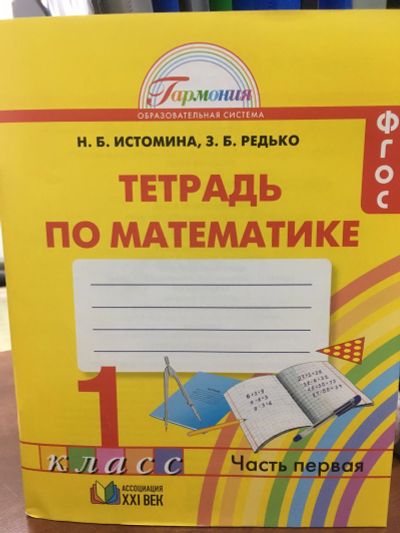 Гармония
ОБРАЗОВАТЕЛЬНАЯ СИСТЕМА
ФГОС
Н. Б. ИСТОМИНА, З. Б. РЕДЬКО
ТЕТРАДЬ
ПО МАТЕМАТИКЕ
1
класс
Часть первая
АССОЦИАЦИЯ
XXI ВЕК